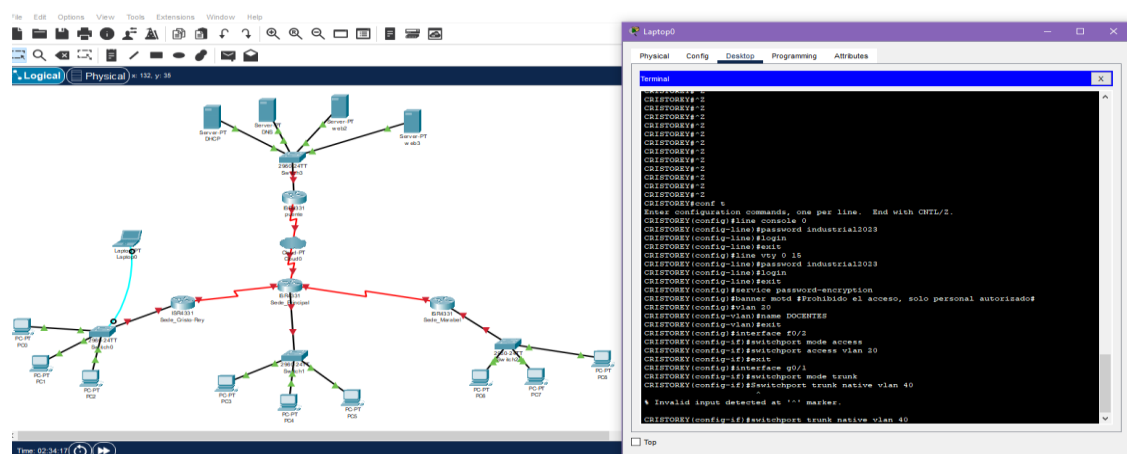 File Edit Options View Tools Extensions Window Help
Logical Physical x: 132, y: 35
Server-PT
DHCP
Server-PT
DNS
Server-PT
web2
Server-PT
web3
2960-24TT
Switch3
ISR4331
Cloud-PT
Cloud0
Laptop-PT
Laptop0
ISR4331
Sede_Principal
ISR4331
Sede_Cristo-Rey
ISR4331
2960-24TT
Switch0
2960-24TT
Switch1
2960-24TT
Switch2
PC-PT
PC0
PC-PT
PC1
PC-PT
PC2
PC-PT
PC3
PC-PT
PC4
PC-PT
PC5
PC-PT
PC6
PC-PT
PC7
PC-PT
PC8
Time: 02:34:17
Laptop0
Physical Config Desktop Programming Attributes
Terminal X
CRISTOREY#^Z
CRISTOREY#^Z
CRISTOREY#^Z
CRISTOREY#^Z
CRISTOREY#^Z
CRISTOREY#^Z
CRISTOREY#^Z
CRISTOREY#^Z
CRISTOREY#^Z
CRISTOREY#^Z
CRISTOREY#^Z
CRISTOREY#^Z
CRISTOREY#^Z
CRISTOREY#conf t
Enter configuration commands, one per line. End with CNTL/Z.
CRISTOREY(config)#line console 0
CRISTOREY(config-line)#password industrial2023
CRISTOREY(config-line)#login
CRISTOREY(config-line)#exit
CRISTOREY(config)#line vty 0 15
CRISTOREY(config-line)#password industrial2023
CRISTOREY(config-line)#login
CRISTOREY(config-line)#exit
CRISTOREY(config)#service password-encryption
CRISTOREY(config)#banner motd #Prohibido el acceso, solo personal autorisado#
CRISTOREY(config)#vlan 20
CRISTOREY(config-vlan)#name DOCENTES
CRISTOREY(config-vlan)#exit
CRISTOREY(config)#interface f0/2
CRISTOREY(config-if)#switchport mode access
CRISTOREY(config-if)#switchport access vlan 20
CRISTOREY(config-if)#exit
CRISTOREY(config)#interface g0/1
CRISTOREY(config-if)#switchport mode trunk
CRISTOREY(config-if)#Sswitchport trunk native vlan 40
^
% Invalid input detected at '^' marker.
CRISTOREY(config-if)#switchport trunk native vlan 40
Top